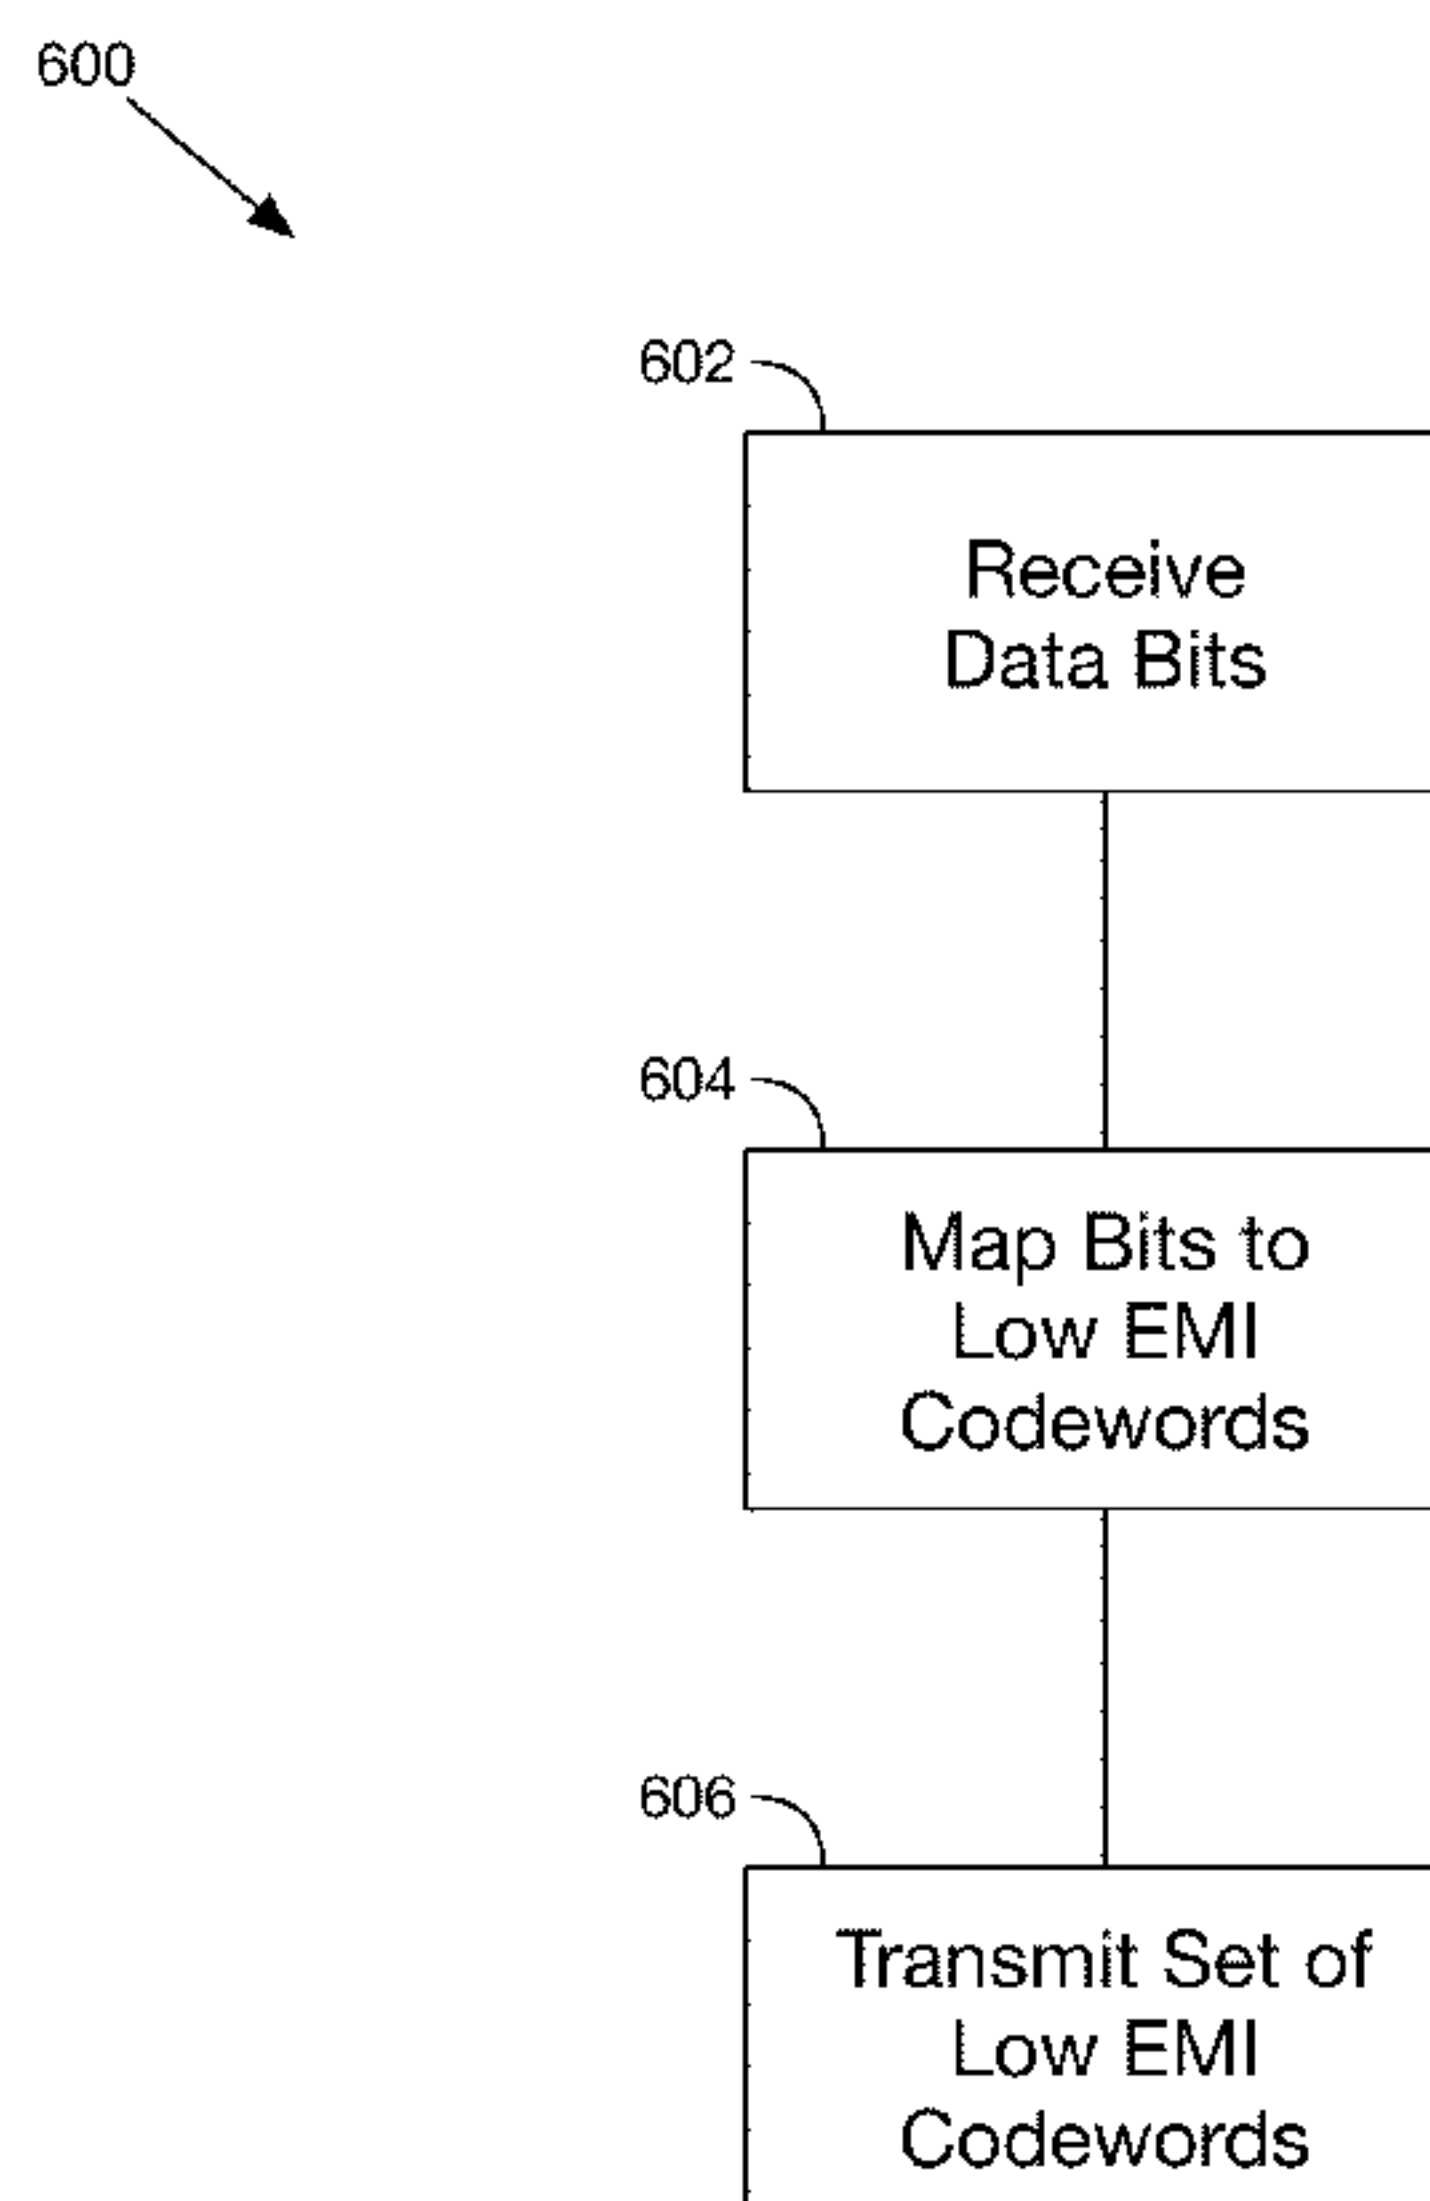 600
602
Receive
Data Bits
604
Map Bits to
Low EMI
Codewords
606
Transmit Set of
Low EMI
Codewords